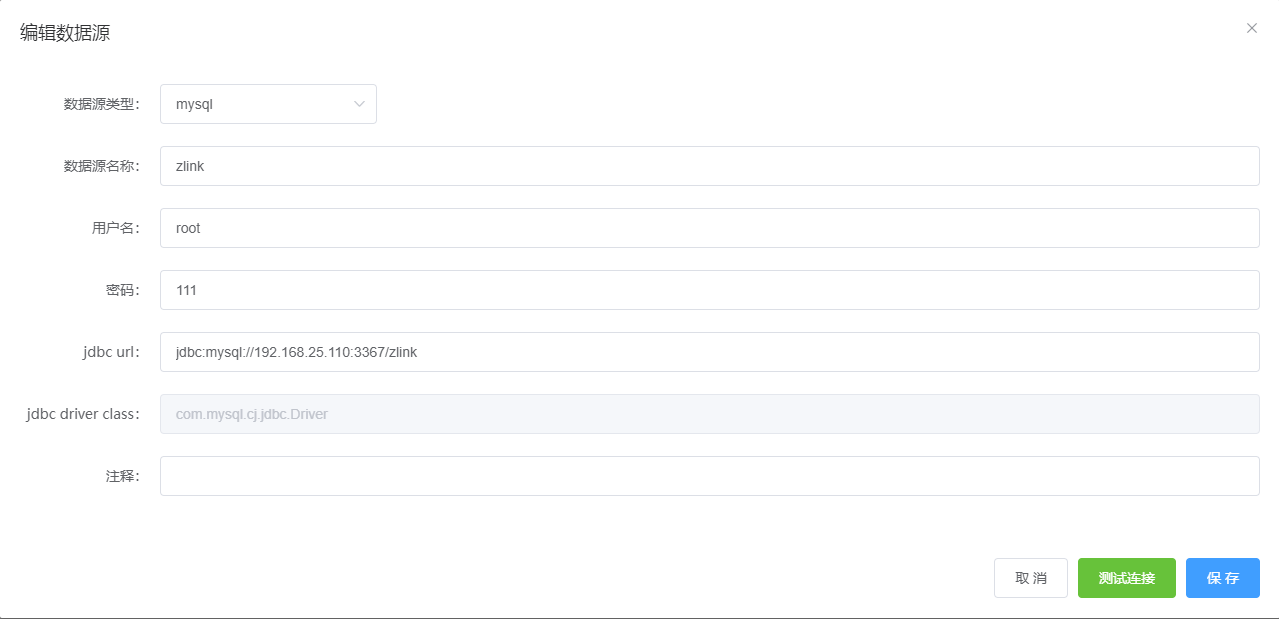 编辑数据源
数据源类型： mysql
数据源名称： zlink
用户名： root
密码： 111
jdbc url： jdbc:mysql://192.168.25.110:3367/zlink
jdbc driver class： com.mysql.cj.jdbc.Driver
注释：
取 消 测试连接 保 存